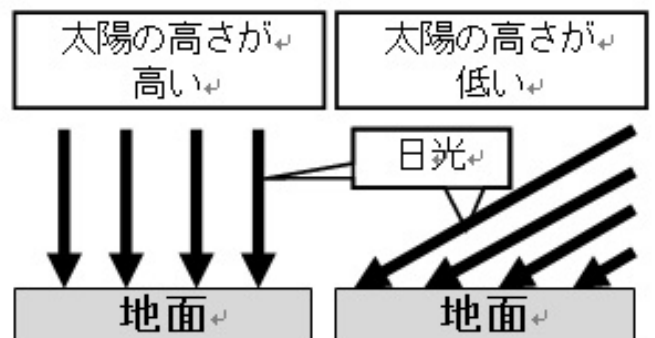 太陽の高さが
高い
太陽の高さが
低い
日光
地面
地面